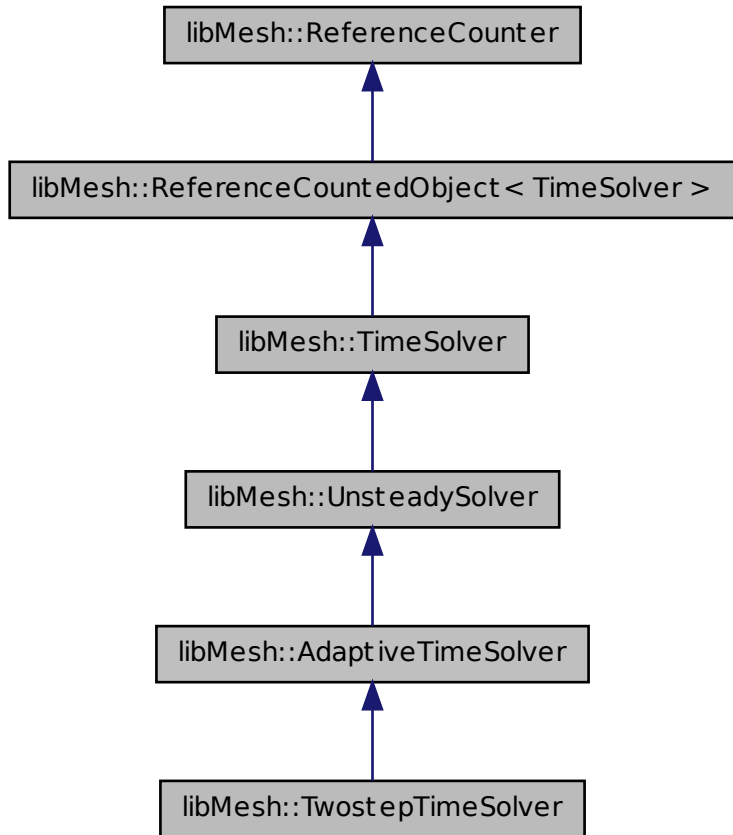 libMesh::ReferenceCounter
libMesh::ReferenceCountedObject< TimeSolver >
libMesh::TimeSolver
libMesh::UnsteadySolver
libMesh::AdaptiveTimeSolver
libMesh::TwostepTimeSolver